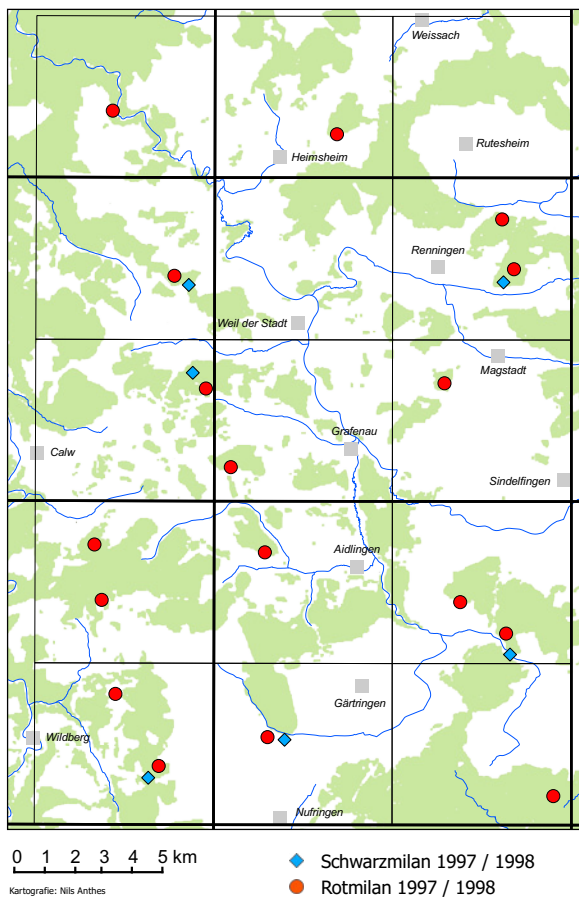 Weissach
Rutesheim
Heimsheim
Renningen
Weil der Stadt
Magstadt
Grafenau
Calw
Sindelfingen
Aidlingen
Gärtringen
Wildberg
Nufringen
0 1 2 3 4 5 km
Schwarzmilan 1997 / 1998
Rotmilan 1997 / 1998
Kartografie: Nils Anthes